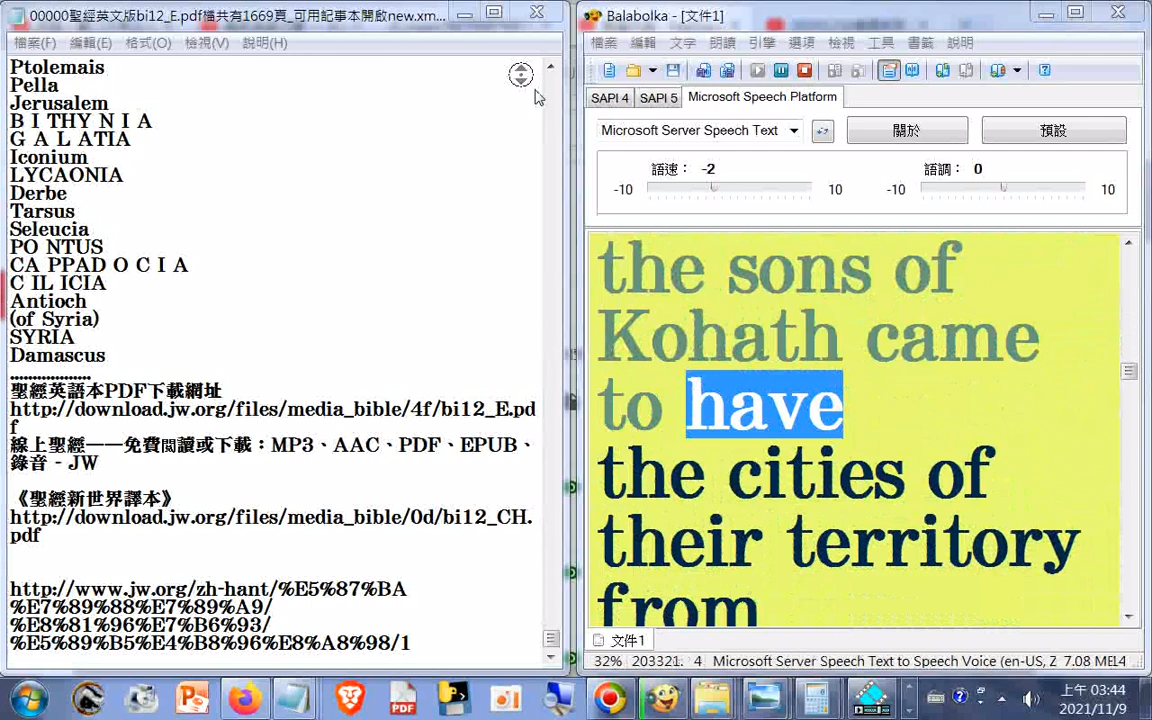 00000聖經英文版bi12_E.pdf檔共有1669頁_可用記事本開啟new.xm...
檔案(F) 編輯(E) 格式(O) 檢視(V) 說明(H)
Ptolemais
Pella
Jerusalem
B I THY N I A
G A L ATIA
Iconium
LYCAONIA
Derbe
Tarsus
Seleucia
PO NTUS
CA PPAD O C I A
C IL ICIA
Antioch
(of Syria)
SYRIA
Damascus
..................
聖經英語本PDF下載網址
http://download.jw.org/files/media_bible/4f/bi12_E.pd
f
線上聖經——免費閱讀或下載：MP3、AAC、PDF、EPUB、
錄音 - JW
《聖經新世界譯本》
http://download.jw.org/files/media_bible/0d/bi12_CH.
pdf
http://www.jw.org/zh-hant/%E5%87%BA
%E7%89%88%E7%89%A9/
%E8%81%96%E7%B6%93/
%E5%89%B5%E4%B8%96%E8%A8%98/1
Balabolka - [文件1]
檔案 編輯 文字 朗讀 引擎 選項 檢視 工具 書籤 說明
SAPI 4 SAPI 5 Microsoft Speech Platform
Microsoft Server Speech Text 關於 預設
語速： -2 語調： 0
-10 10 -10 10
the sons of
Kohath came
to have
the cities of
their territory
from
文件1
32% 203321. 4 Microsoft Server Speech Text to Speech Voice (en-US, Z 7.08 ME14
PDF
上午 03:44
2021/11/9